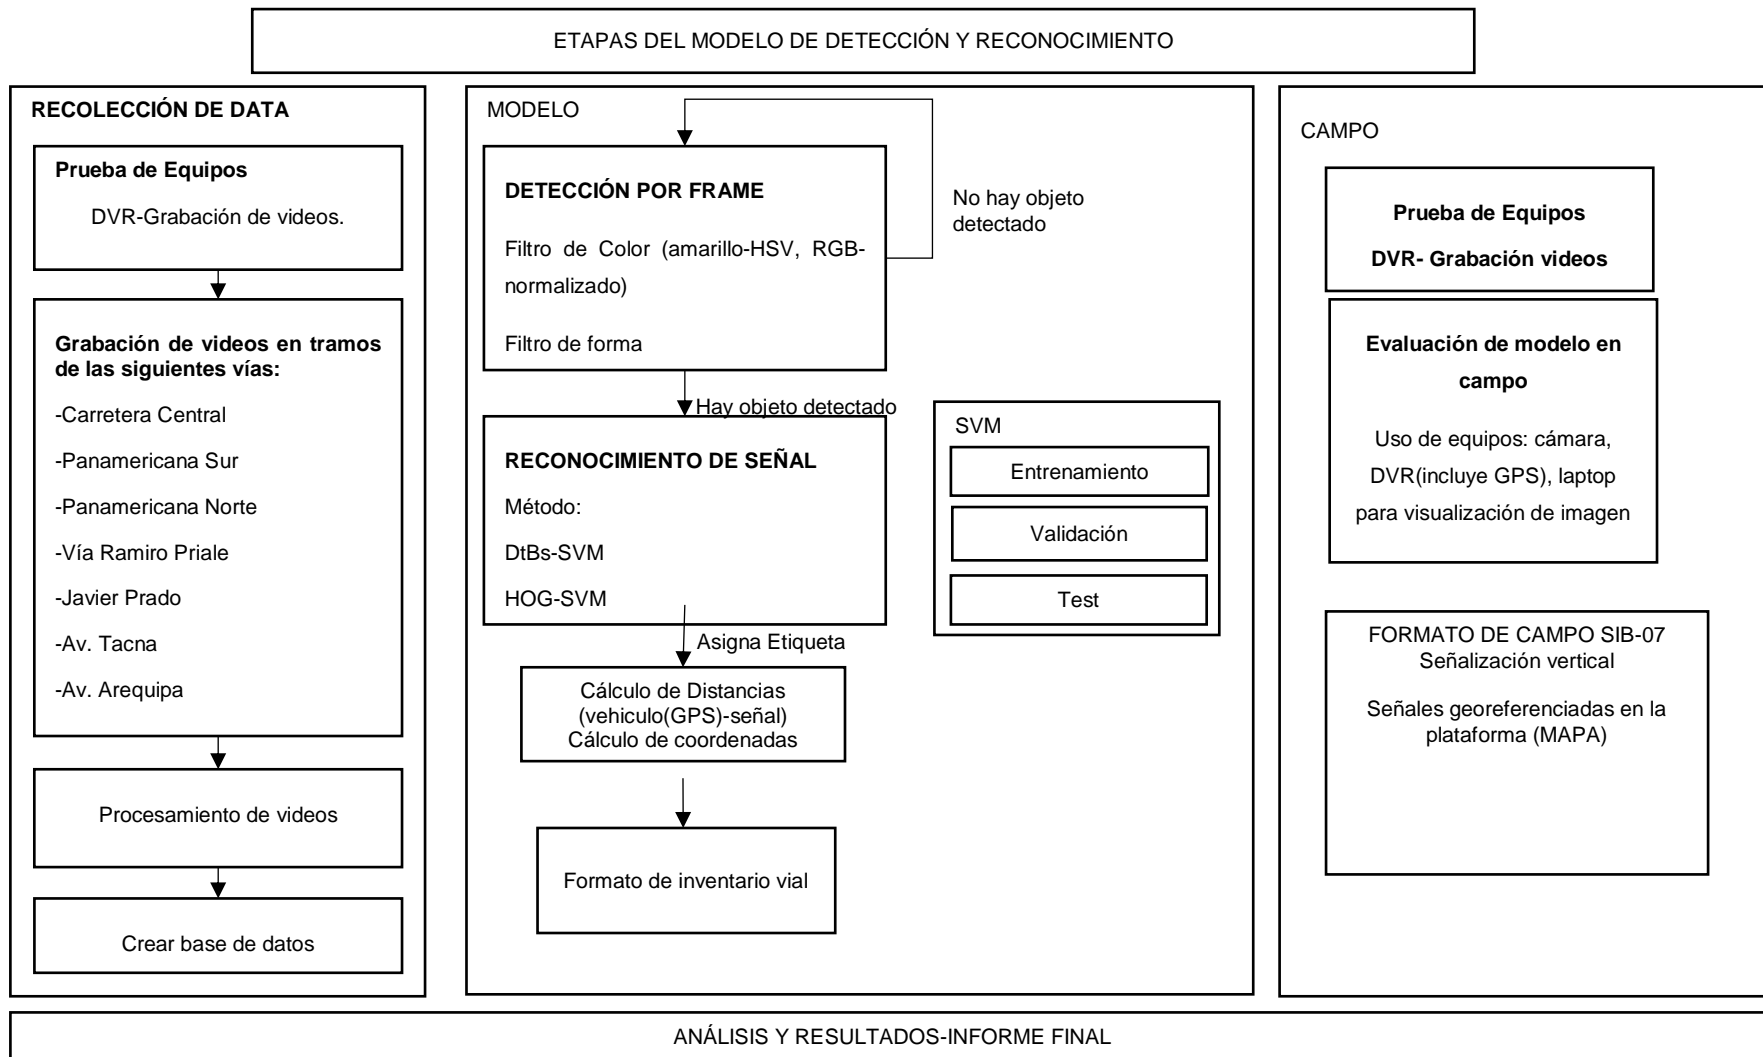 ETAPAS DEL MODELO DE DETECCIÓN Y RECONOCIMIENTO
RECOLECCIÓN DE DATA
Prueba de Equipos
DVR-Grabación de videos.
Grabación de videos en tramos
de las siguientes vías:
-Carretera Central
-Panamericana Sur
-Panamericana Norte
-Vía Ramiro Priale
-Javier Prado
-Av. Tacna
-Av. Arequipa
Procesamiento de videos
Crear base de datos
MODELO
DETECCIÓN POR FRAME
Filtro de Color (amarillo-HSV, RGB-
normalizado)
Filtro de forma
No hay objeto
detectado
Hay objeto detectado
RECONOCIMIENTO DE SEÑAL
Método:
DtBs-SVM
HOG-SVM
Asigna Etiqueta
Cálculo de Distancias
(vehiculo(GPS)-señal)
Cálculo de coordenadas
Formato de inventario vial
SVM
Entrenamiento
Validación
Test
CAMPO
Prueba de Equipos
DVR- Grabación videos
Evaluación de modelo en
campo
Uso de equipos: cámara,
DVR(incluye GPS), laptop
para visualización de imagen
FORMATO DE CAMPO SIB-07
Señalización vertical
Señales georeferenciadas en la
plataforma (MAPA)
ANÁLISIS Y RESULTADOS-INFORME FINAL